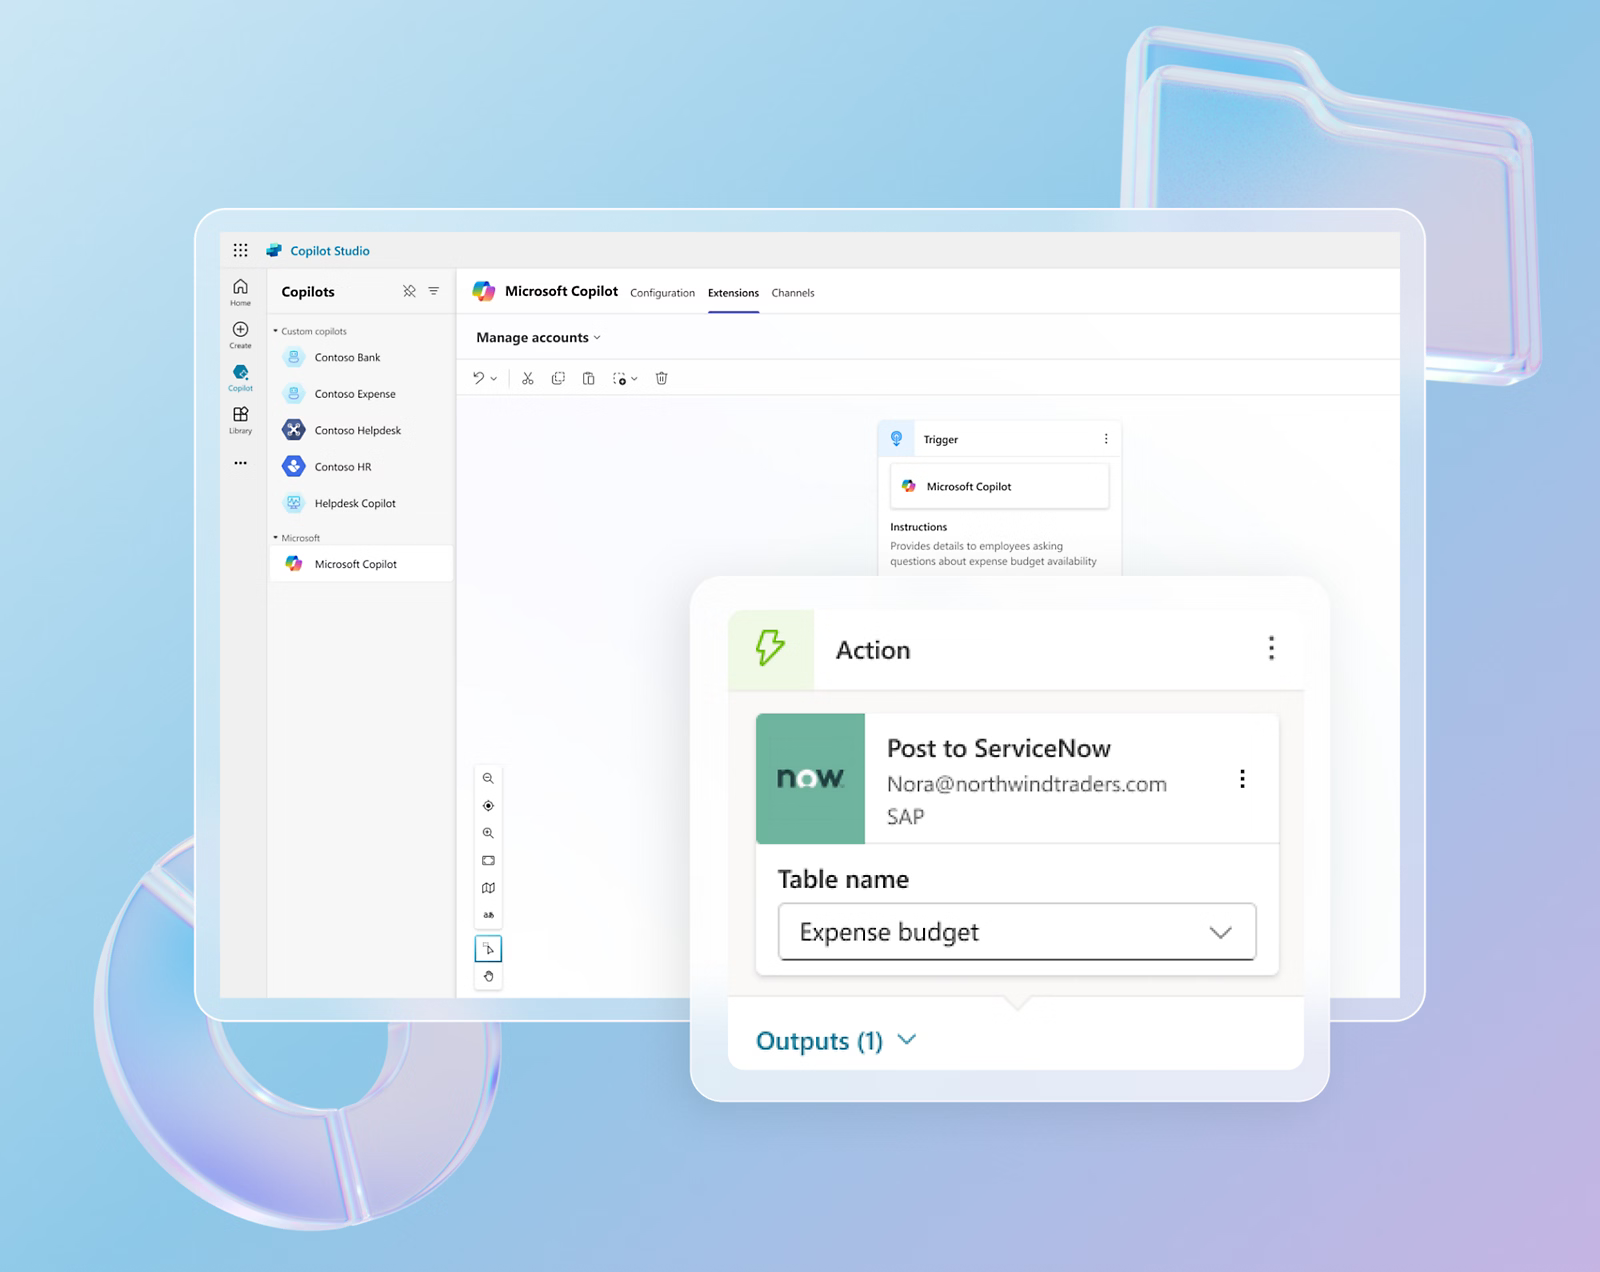 Copilot Studio
Home
Create
Copilot
Library
Copilots
Custom copilots
Contoso Bank
Contoso Expense
Contoso Helpdesk
Contoso HR
Helpdesk Copilot
Microsoft
Microsoft Copilot
Microsoft Copilot Configuration Extensions Channels
Manage accounts
Trigger
Microsoft Copilot
Instructions
Provides details to employees asking
questions about expense budget availability
Action
now
Post to ServiceNow
Nora@northwindtraders.com
SAP
Table name
Expense budget
Outputs (1)